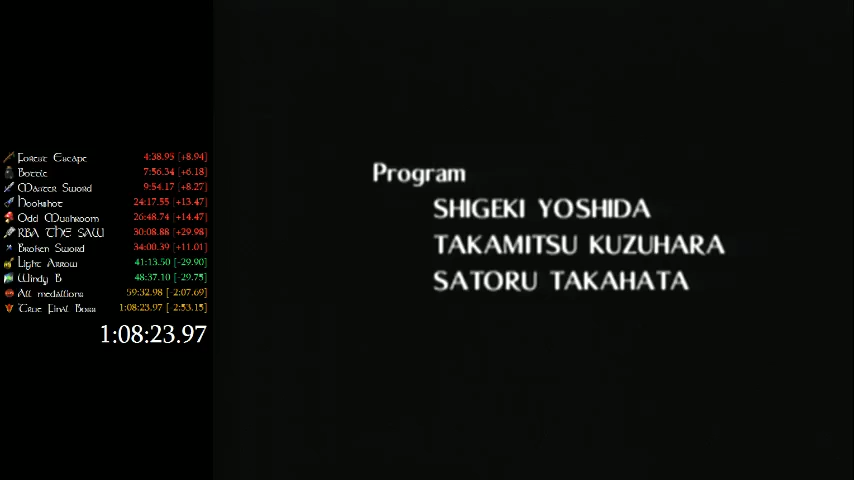 Forest Escape 4:38.95 [+8.94]
Bottle 7:56.34 [+6.18]
Master Sword 9:54.17 [+8.27]
Hookshot 24:17.55 [+13.47]
Odd Mushroom 26:48.74 [+14.47]
RBA THE SAW 30:08.88 [+29.98]
Broken Sword 34:00.39 [+11.01]
Light Arrow 41:13.50 [-29.90]
Windy B 48:37.10 [-29.75]
All medallions 59:32.98 [-2:07.69]
True Final Boss 1:08:23.97 [-2:53.15]
1:08:23.97
Program
SHIGEKI YOSHIDA
TAKAMITSU KUZUHARA
SATORU TAKAHATA